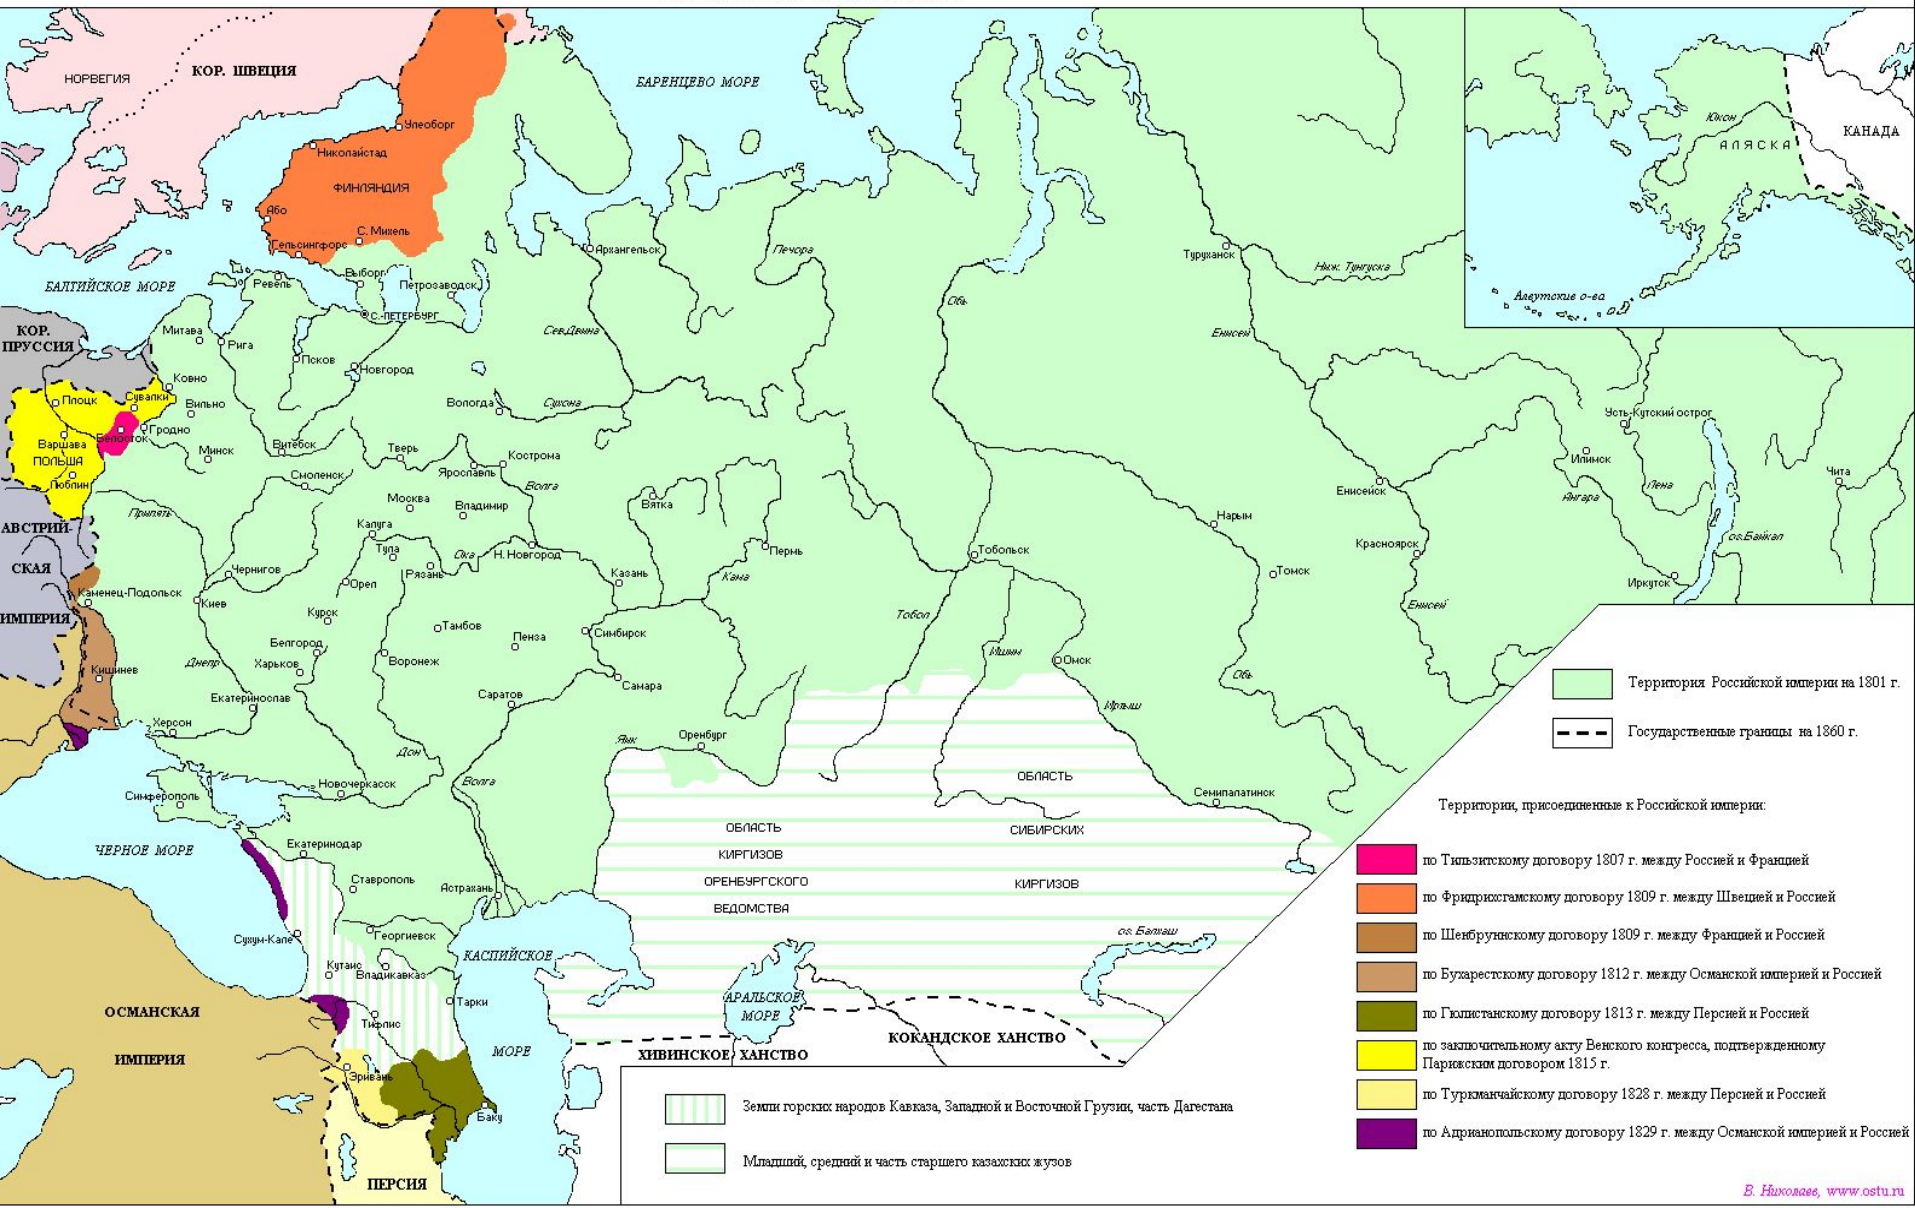 НОРВЕГИЯ
КОР. ШВЕЦИЯ
БАРЕНЦЕВО МОРЕ
Юкон
АЛЯСКА
КАНАДА
Алеутские о-ва
Улеоборг
Николайстад
ФИНЛЯНДИЯ
Або
С. Михель
Гельсингфорс
Выборг
Архангельск
Печора
Туруханск
Ниж. Тунгуска
БАЛТИЙСКОЕ МОРЕ
Ревель
Петрозаводск
С.-ПЕТЕРБУРГ
Обь
Енисей
КОР.
ПРУССИЯ
Митава
Рига
Псков
Новгород
Сев.Двина
Ковно
Плоцк
Сувалки
Вильно
Вологда
Сухона
Усть-Кутский острог
Белосток
Гродно
Варшава
ПОЛЬША
Люблин
Минск
Витебск
Тверь
Ярославль
Кострома
Илимск
Чита
Смоленск
Волга
Енисейск
Ангара
Лена
Москва
Владимир
Вятка
Припять
Нарым
АВСТРИЙ-
СКАЯ
ИМПЕРИЯ
Калуга
Тула
Ока
Н. Новгород
Рязань
Пермь
Тобольск
Красноярск
оз.Байкал
Чернигов
Орел
Казань
Кама
Томск
Иркутск
Каменец-Подольск
Киев
Курск
Тобол
Енисей
Тамбов
Пенза
Симбирск
Белгород
Харьков
Воронеж
Днепр
Ишим
Омск
Кишинев
Екатеринослав
Саратов
Самара
Обь
Иртыш
Херсон
Дон
Яик
Оренбург
Волга
Новочеркасск
Симферополь
Семипалатинск
ОБЛАСТЬ
СИБИРСКИХ
КИРГИЗОВ
ОБЛАСТЬ
КИРГИЗОВ
ОРЕНБУРГСКОГО
ВЕДОМСТВА
ЧЕРНОЕ МОРЕ
Екатеринодар
Ставрополь
Астрахань
Сухум-Кале
Георгиевск
Кутаис
Владикавказ
Тарки
Тифлис
КАСПИЙСКОЕ
МОРЕ
АРАЛЬСКОЕ
МОРЕ
оз. Балхаш
ХИВИНСКОЕ ХАНСТВО
КОКАНДСКОЕ ХАНСТВО
ОСМАНСКАЯ
ИМПЕРИЯ
Эривань
Баку
ПЕРСИЯ
Территория Российской империи на 1801 г.
Государственные границы на 1860 г.
Территории, присоединенные к Российской империи:
по Тильзитскому договору 1807 г. между Россией и Францией
по Фридрихсгамскому договору 1809 г. между Швецией и Россией
по Шенбруннскому договору 1809 г. между Францией и Россией
по Бухарестскому договору 1812 г. между Османской империей и Россией
по Гюлистанскому договору 1813 г. между Персией и Россией
по заключительному акту Венского конгресса, подтвержденному
Парижским договором 1815 г.
по Туркманчайскому договору 1828 г. между Персией и Россией
по Адрианопольскому договору 1829 г. между Османской империей и Россией
Земли горских народов Кавказа, Западной и Восточной Грузии, часть Дагестана
Младший, средний и часть старшего казахских жузов
В. Николаев, www.ostu.ru